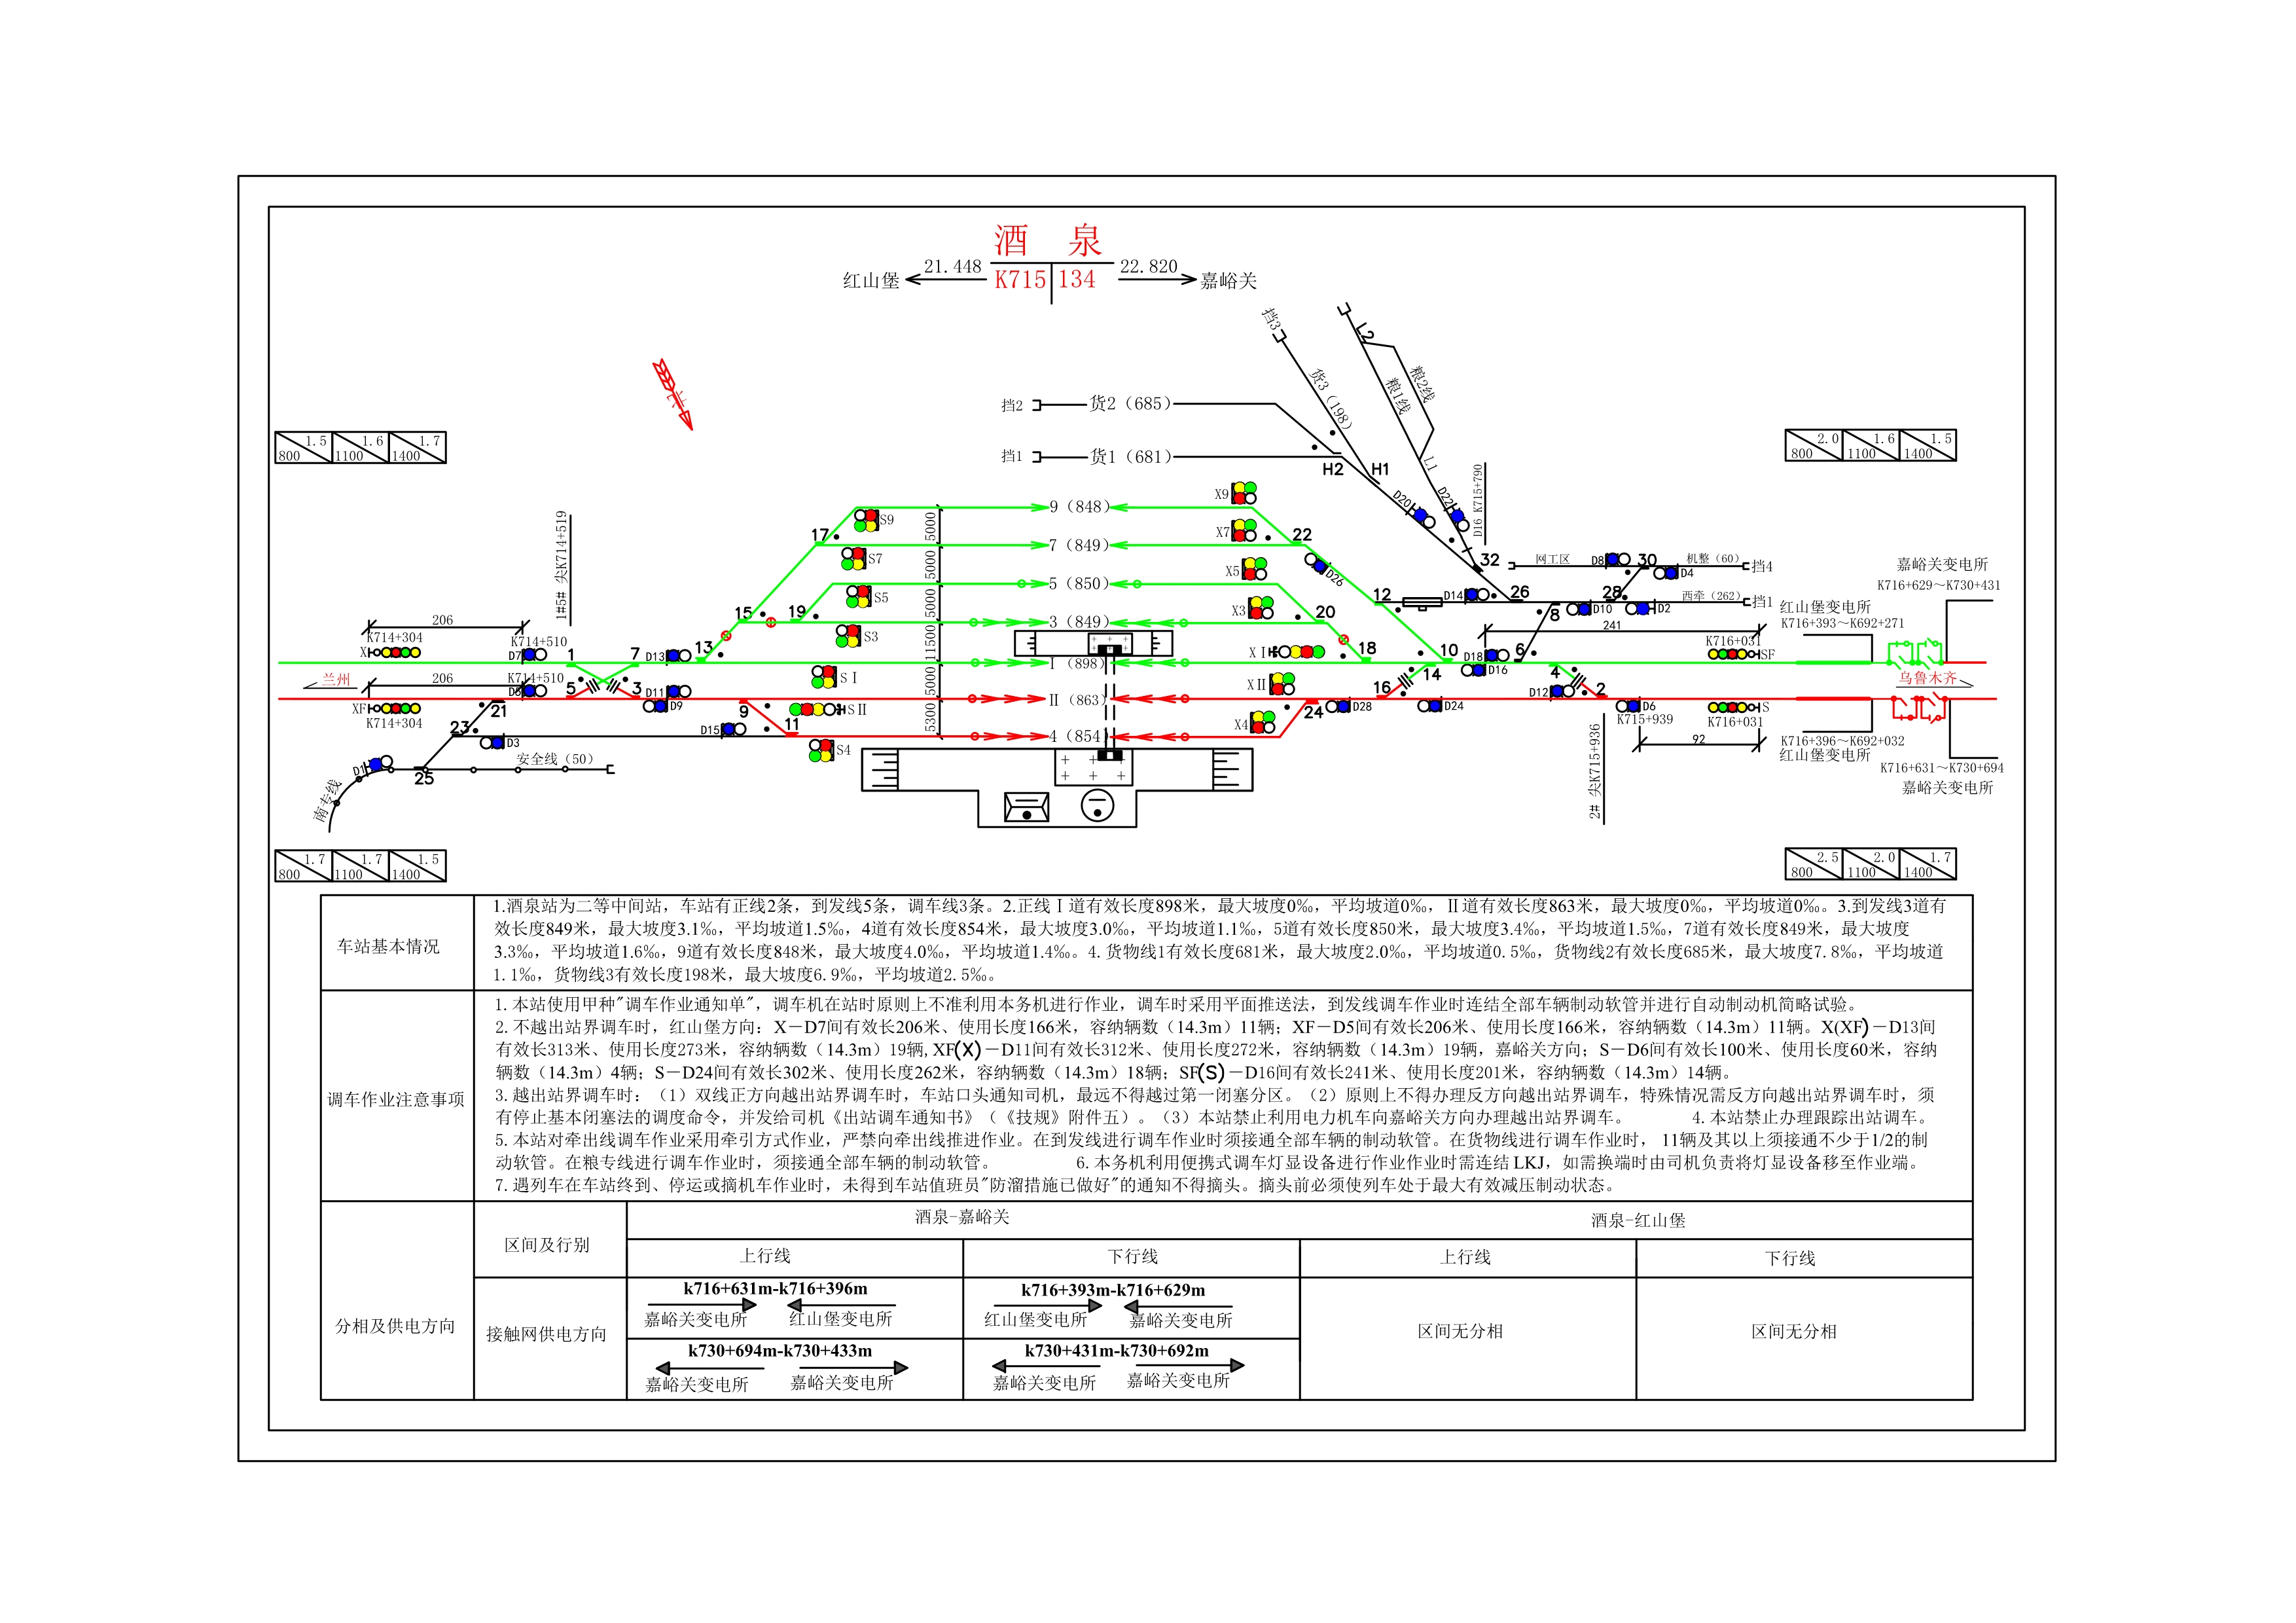 酒 泉
21.448
22.820
红山堡
K715
134
嘉峪关
挡3
L2
货3（198）
粮1线
粮2线
北
挡2
货2（685）
挡1
货1（681）
H2
H1
L1
1.5 1.6 1.7
800 1100 1400
2.0 1.6 1.5
800 1100 1400
D20
D22
D16 K715+790
1#5# 尖K714+519
X9
S9
9（848）
5000
17
X7
22
S7
7（849）
5000
32
网工区
D8
30
机整（60）
挡4
D4
嘉峪关变电所
K716+629～K730+431
X5
D26
S5
5（850）
5000
12
D14
26
28
西牵（262）
挡1
D10
D2
8
红山堡变电所
K716+393～K692+271
15
19
X3
20
S3
3（849）
11500
206
K714+304
X
K714+510
D7
1
7
D13
13
Ⅰ（898）
XⅠ
18
10
D18
6
241
K716+031
SF
兰州
206
K714+510
D5
5
3
D11
D9
SⅠ
5000
XⅡ
16
14
D16
4
D12
2
乌鲁木齐
XF
K714+304
21
9
SⅡ
Ⅱ（863）
24
D28
D24
D6
K715+939
S
K716+031
23
D3
D15
11
S4
5300
4（854）
X4
92
2# 尖K715+936
K716+396～K692+032
红山堡变电所
K716+631～K730+694
嘉峪关变电所
D1
25
安全线（50）
南专线
1.7 1.7 1.5
800 1100 1400
2.5 2.0 1.7
800 1100 1400
车站基本情况
1.酒泉站为二等中间站，车站有正线2条，到发线5条，调车线3条。2.正线Ⅰ道有效长度898米，最大坡度0‰，平均坡道0‰，Ⅱ道有效长度863米，最大坡度0‰，平均坡道0‰。3.到发线3道有
效长度849米，最大坡度3.1‰，平均坡道1.5‰，4道有效长度854米，最大坡度3.0‰，平均坡道1.1‰，5道有效长度850米，最大坡度3.4‰，平均坡道1.5‰，7道有效长度849米，最大坡度
3.3‰，平均坡道1.6‰，9道有效长度848米，最大坡度4.0‰，平均坡道1.4‰。4.货物线1有效长度681米，最大坡度2.0‰，平均坡道0.5‰，货物线2有效长度685米，最大坡度7.8‰，平均坡道
1.1‰，货物线3有效长度198米，最大坡度6.9‰，平均坡道2.5‰。
调车作业注意事项
1.本站使用甲种"调车作业通知单"，调车机在站时原则上不准利用本务机进行作业，调车时采用平面推送法，到发线调车作业时连结全部车辆制动软管并进行自动制动机简略试验。
2.不越出站界调车时，红山堡方向：X－D7间有效长206米、使用长度166米，容纳辆数（14.3m）11辆；XF－D5间有效长206米、使用长度166米，容纳辆数（14.3m）11辆。X(XF)－D13间
有效长313米、使用长度273米，容纳辆数（14.3m）19辆,XF(X)－D11间有效长312米、使用长度272米，容纳辆数（14.3m）19辆，嘉峪关方向；S－D6间有效长100米、使用长度60米，容纳
辆数（14.3m）4辆；S－D24间有效长302米、使用长度262米，容纳辆数（14.3m）18辆；SF(S)－D16间有效长241米、使用长度201米，容纳辆数（14.3m）14辆。
3.越出站界调车时：（1）双线正方向越出站界调车时，车站口头通知司机，最远不得越过第一闭塞分区。（2）原则上不得办理反方向越出站界调车，特殊情况需反方向越出站界调车时，须
有停止基本闭塞法的调度命令，并发给司机《出站调车通知书》（《技规》附件五）。（3）本站禁止利用电力机车向嘉峪关方向办理越出站界调车。 4.本站禁止办理跟踪出站调车。
5.本站对牵出线调车作业采用牵引方式作业，严禁向牵出线推进作业。在到发线进行调车作业时须接通全部车辆的制动软管。在货物线进行调车作业时， 11辆及其以上须接通不少于1/2的制
动软管。在粮专线进行调车作业时，须接通全部车辆的制动软管。 6.本务机利用便携式调车灯显设备进行作业作业时需连结LKJ，如需换端时由司机负责将灯显设备移至作业端。
7.遇列车在车站终到、停运或摘机车作业时，未得到车站值班员"防溜措施已做好"的通知不得摘头。摘头前必须使列车处于最大有效减压制动状态。
分相及供电方向
区间及行别
酒泉-嘉峪关
酒泉-红山堡
上行线
下行线
上行线
下行线
接触网供电方向
k716+631m-k716+396m
嘉峪关变电所
红山堡变电所
k716+393m-k716+629m
红山堡变电所
嘉峪关变电所
k730+694m-k730+433m
嘉峪关变电所
嘉峪关变电所
k730+431m-k730+692m
嘉峪关变电所
嘉峪关变电所
区间无分相
区间无分相